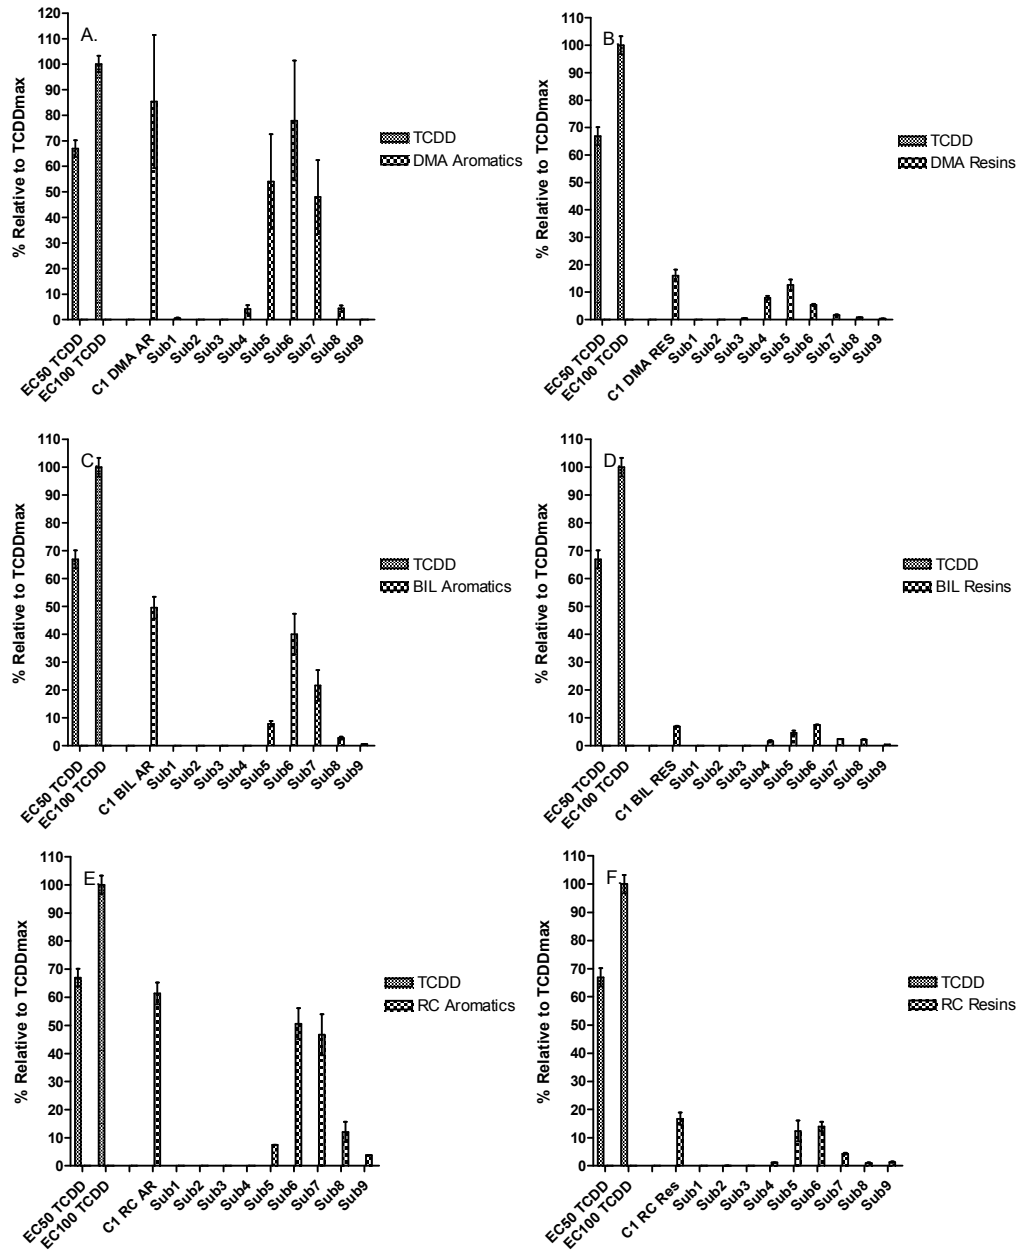 A.
% Relative to TCDDmax
120
110
100
90
80
70
60
50
40
30
20
10
0
EC50 TCDD
EC100 TCDD
C1 DMA AR
Sub1
Sub2
Sub3
Sub4
Sub5
Sub6
Sub7
Sub8
Sub9
TCDD
DMA Aromatics
B
% Relative to TCDDmax
110
100
90
80
70
60
50
40
30
20
10
0
EC50 TCDD
EC100 TCDD
C1 DMA RES
Sub1
Sub2
Sub3
Sub4
Sub5
Sub6
Sub7
Sub8
Sub9
TCDD
DMA Resins
C
% Relative to TCDDmax
110
100
90
80
70
60
50
40
30
20
10
0
EC50 TCDD
EC100 TCDD
C1 BIL AR
Sub1
Sub2
Sub3
Sub4
Sub5
Sub6
Sub7
Sub8
Sub9
TCDD
BIL Aromatics
D
% Relative to TCDDmax
110
100
90
80
70
60
50
40
30
20
10
0
EC50 TCDD
EC100 TCDD
C1 BIL RES
Sub1
Sub2
Sub3
Sub4
Sub5
Sub6
Sub7
Sub8
Sub9
TCDD
BIL Resins
E
% Relative to TCDDmax
110
100
90
80
70
60
50
40
30
20
10
0
EC50 TCDD
EC100 TCDD
C1 RC AR
Sub1
Sub2
Sub3
Sub4
Sub5
Sub6
Sub7
Sub8
Sub9
TCDD
RC Aromatics
F
% Relative to TCDDmax
110
100
90
80
70
60
50
40
30
20
10
0
EC50 TCDD
EC100 TCDD
C1 RC Res
Sub1
Sub2
Sub3
Sub4
Sub5
Sub6
Sub7
Sub8
Sub9
TCDD
RC Resins